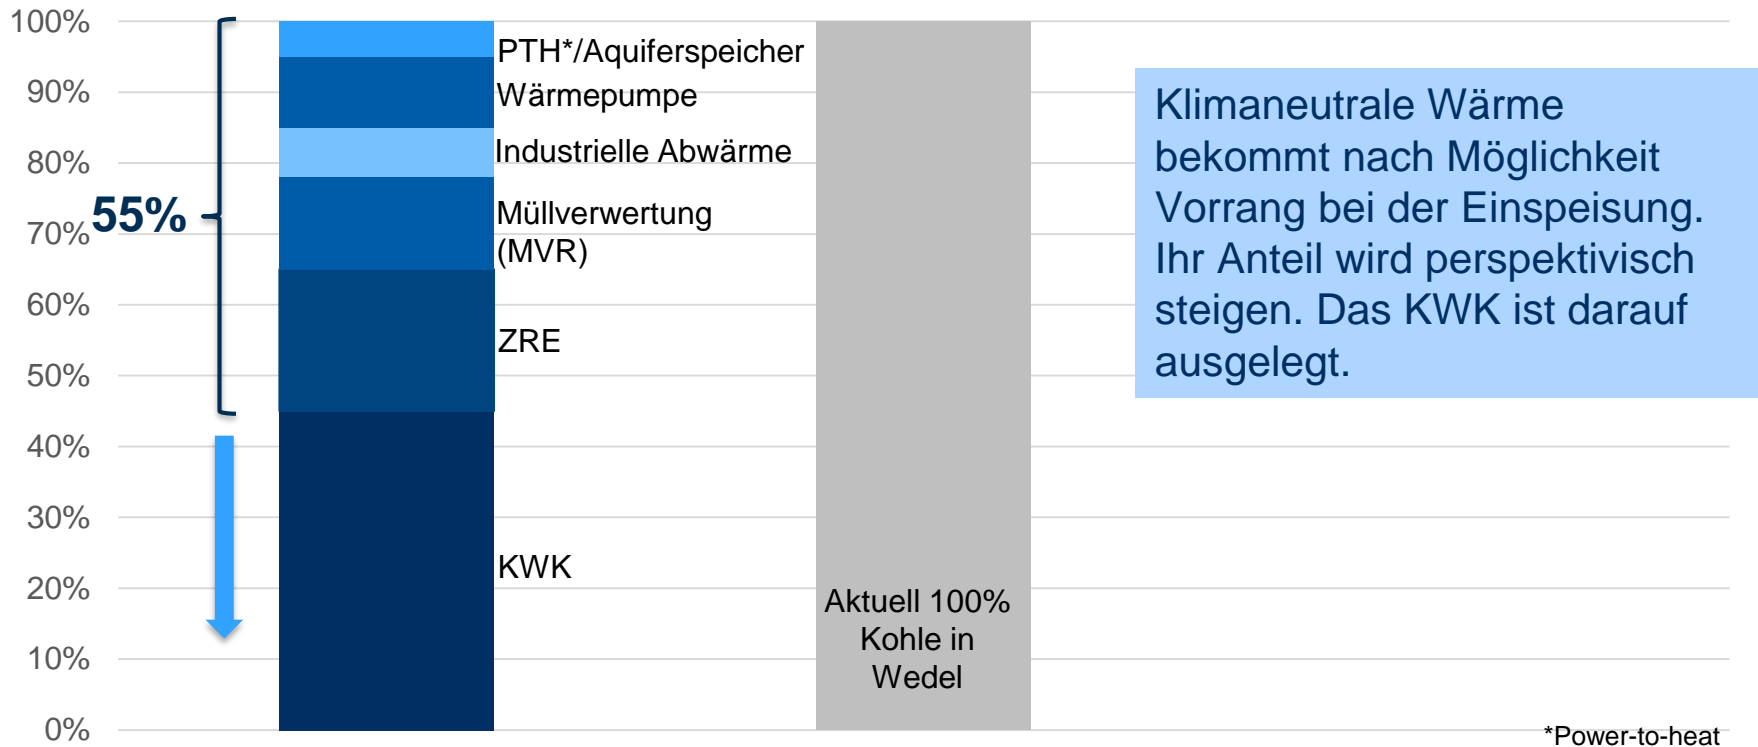 100%
90%
80%
70%
60%
50%
40%
30%
20%
10%
0%
55%
PTH*/Aquiferspeicher
Wärmepumpe
Industrielle Abwärme
Müllverwertung
(MVR)
ZRE
KWK
Aktuell 100%
Kohle in
Wedel
Klimaneutrale Wärme
bekommt nach Möglichkeit
Vorrang bei der Einspeisung.
Ihr Anteil wird perspektivisch
steigen. Das KWK ist darauf
ausgelegt.
*Power-to-heat